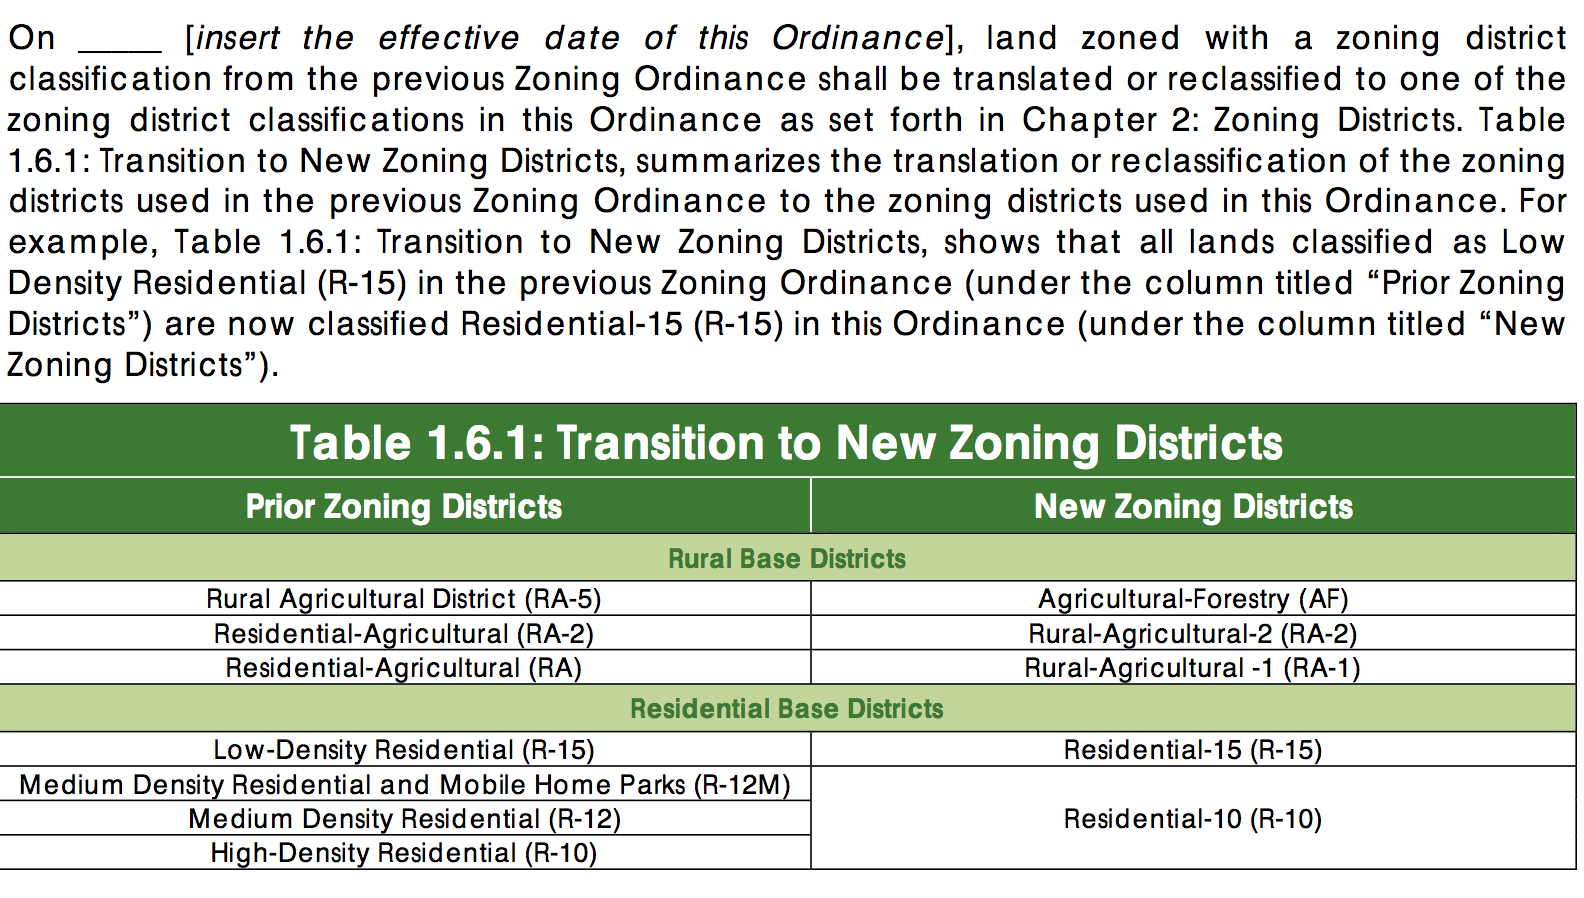 On _____ [insert the effective date of this Ordinance], land zoned with a zoning district
classification from the previous Zoning Ordinance shall be translated or reclassified to one of the
zoning district classifications in this Ordinance as set forth in Chapter 2: Zoning Districts. Table
1.6.1: Transition to New Zoning Districts, summarizes the translation or reclassification of the zoning
districts used in the previous Zoning Ordinance to the zoning districts used in this Ordinance. For
example, Table 1.6.1: Transition to New Zoning Districts, shows that all lands classified as Low
Density Residential (R-15) in the previous Zoning Ordinance (under the column titled “Prior Zoning
Districts”) are now classified Residential-15 (R-15) in this Ordinance (under the column titled “New
Zoning Districts”).
Table 1.6.1: Transition to New Zoning Districts
Prior Zoning Districts New Zoning Districts
Rural Base Districts
Rural Agricultural District (RA-5) Agricultural-Forestry (AF)
Residential-Agricultural (RA-2) Rural-Agricultural-2 (RA-2)
Residential-Agricultural (RA) Rural-Agricultural -1 (RA-1)
Residential Base Districts
Low-Density Residential (R-15) Residential-15 (R-15)
Medium Density Residential and Mobile Home Parks (R-12M)
Medium Density Residential (R-12) Residential-10 (R-10)
High-Density Residential (R-10)